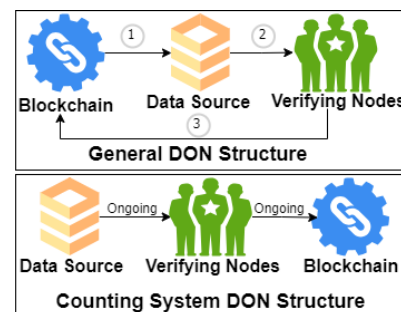 1
2
Blockchain
Data Source
Verifying Nodes
3
General DON Structure
Ongoing
Ongoing
Data Source
Verifying Nodes
Blockchain
Counting System DON Structure